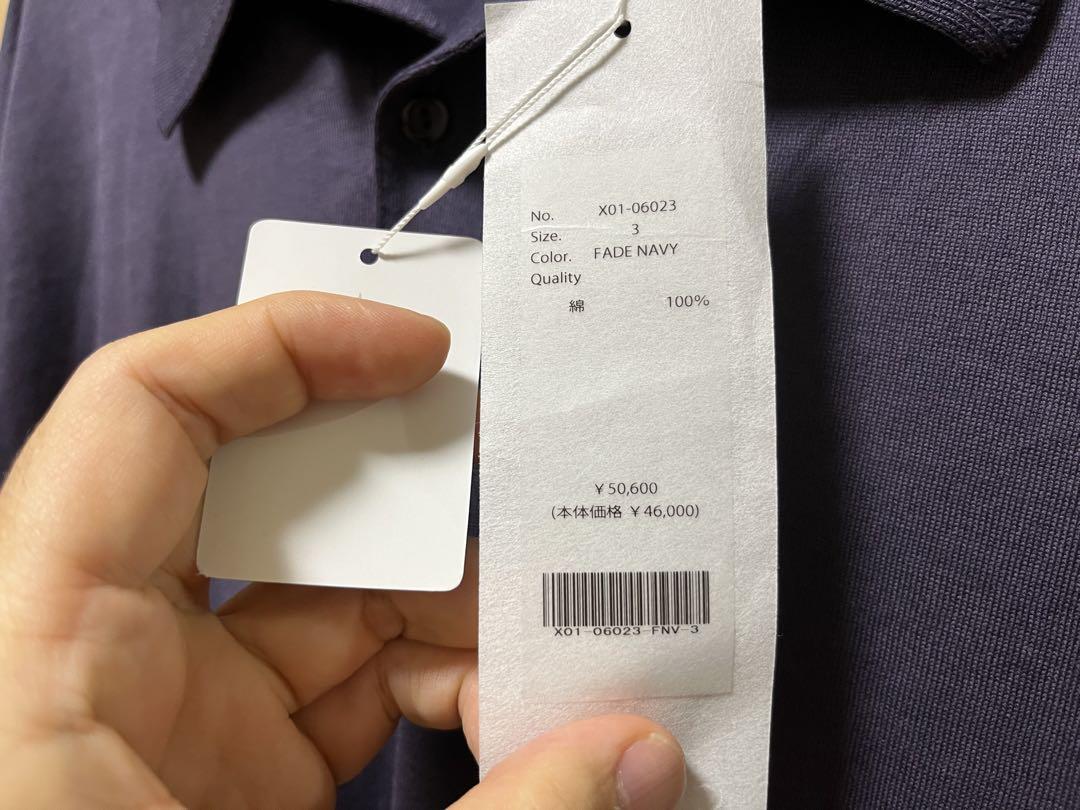 No. X01-06023
Size. 3
Color. FADE NAVY
Quality
綿 100%
￥50,600
(本体価格 ￥46,000)
X01-06023-FNV-3